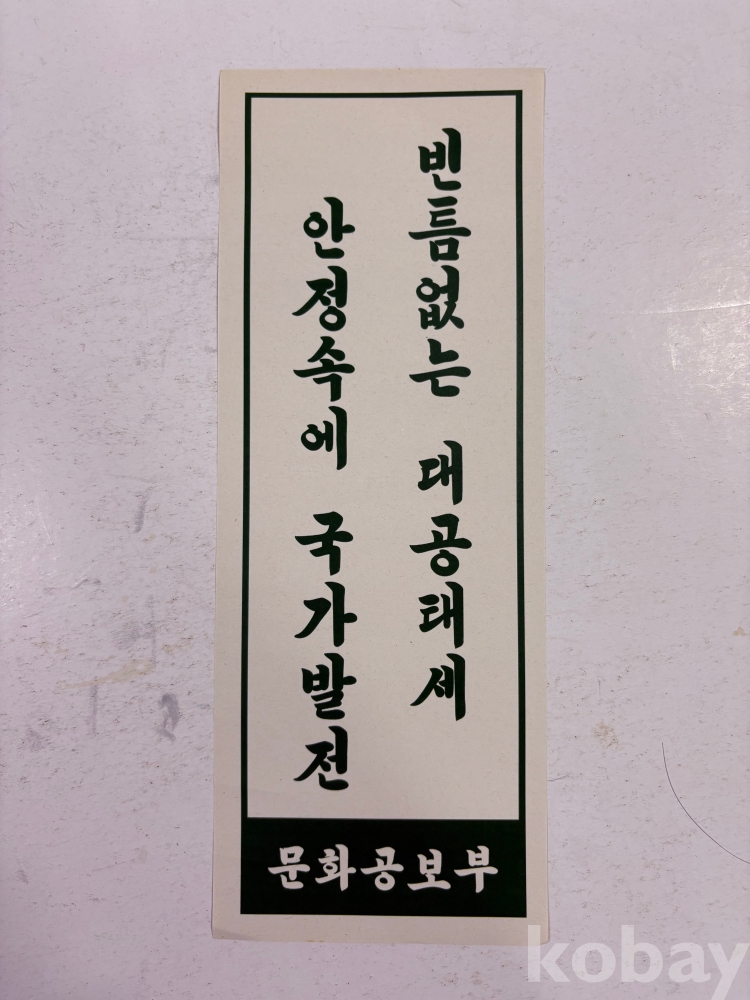 빈틈없는 대공태세
안정속에 국가발전
문화공보부
kobay